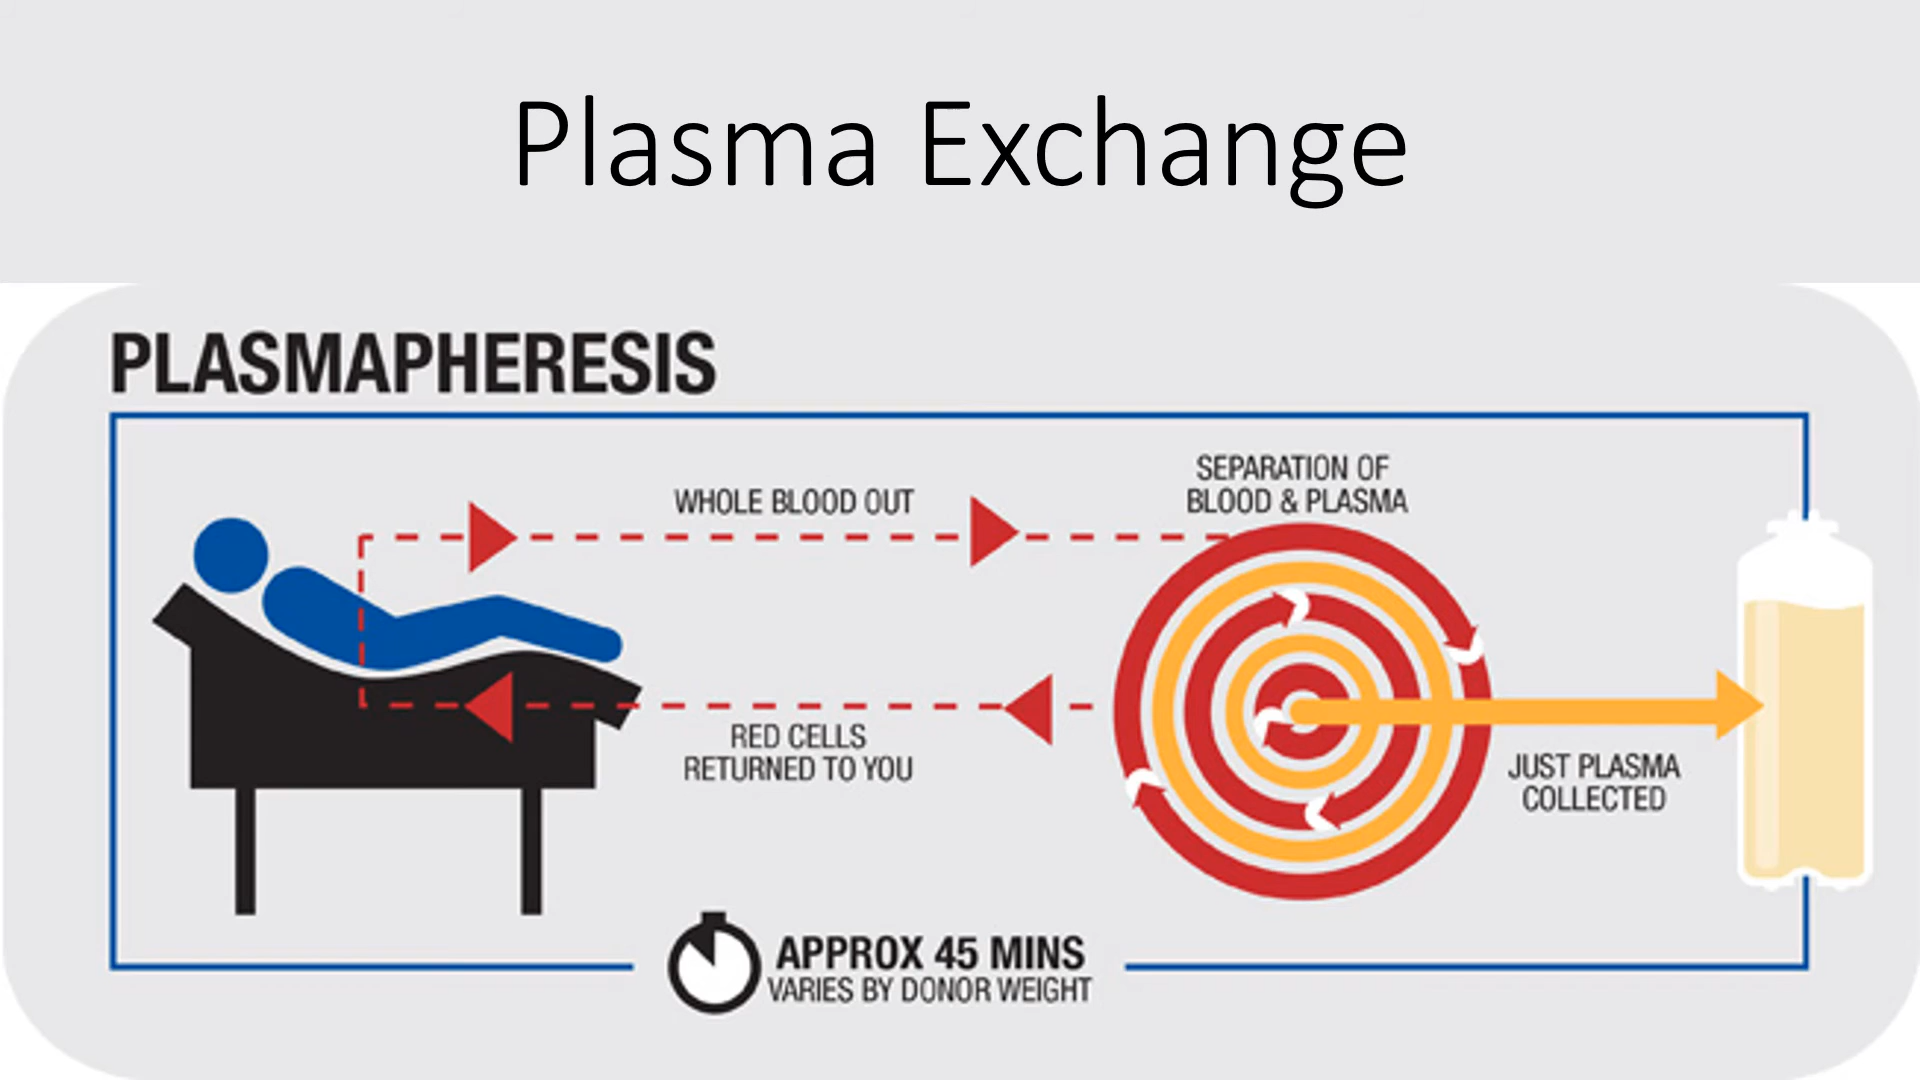 Plasma Exchange
PLASMAPHERESIS
WHOLE BLOOD OUT
SEPARATION OF
BLOOD & PLASMA
RED CELLS
RETURNED TO YOU
JUST PLASMA
COLLECTED
APPROX 45 MINS
VARIES BY DONOR WEIGHT